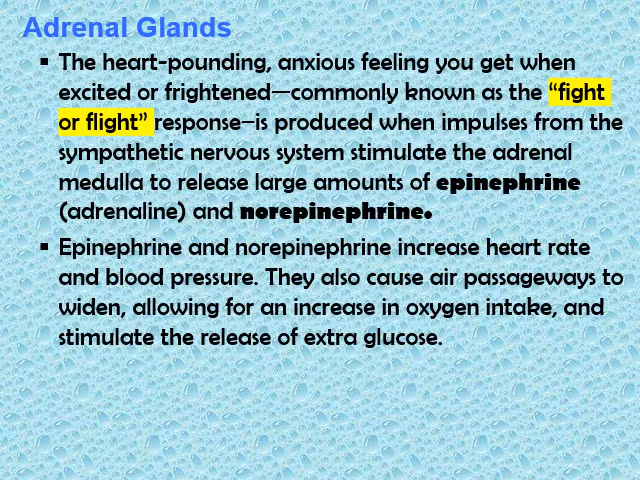 Adrenal Glands
▪ The heart-pounding, anxious feeling you get when
excited or frightened—commonly known as the “fight
or flight” response–is produced when impulses from the
sympathetic nervous system stimulate the adrenal
medulla to release large amounts of epinephrine
(adrenaline) and norepinephrine.
▪ Epinephrine and norepinephrine increase heart rate
and blood pressure. They also cause air passageways to
widen, allowing for an increase in oxygen intake, and
stimulate the release of extra glucose.